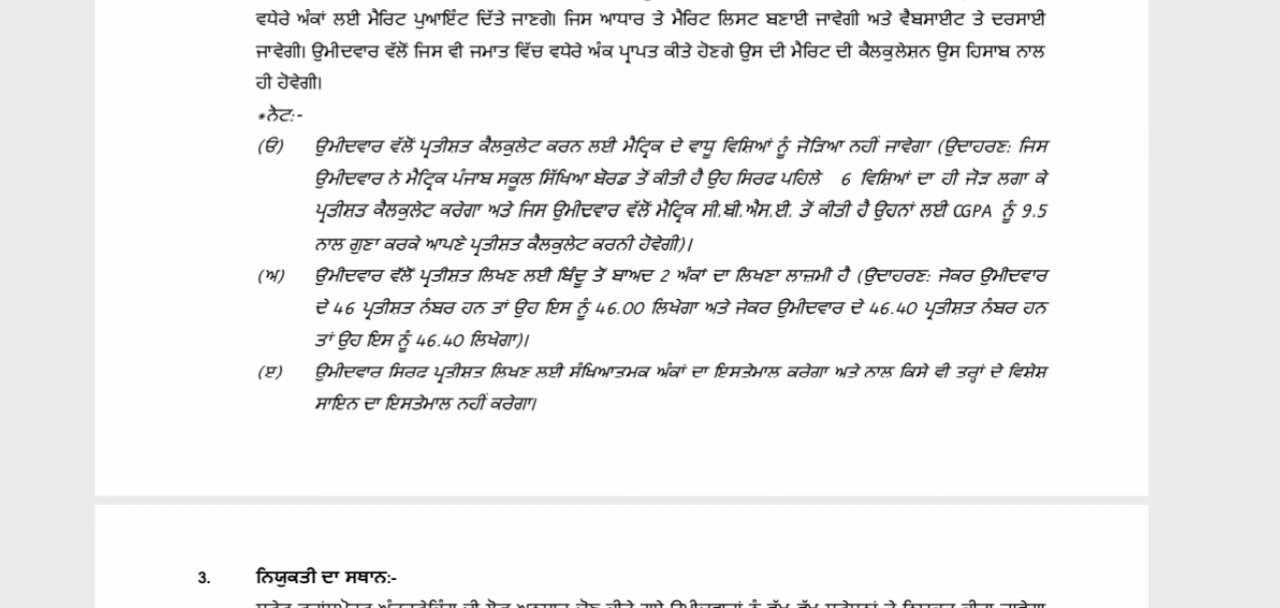 ਵਧੇਰੇ ਅੰਕਾਂ ਲਈ ਮੈਰਿਟ ਪੁਆਇੰਟ ਦਿੱਤੇ ਜਾਣਗੇ। ਜਿਸ ਆਧਾਰ ਤੇ ਮੈਰਿਟ ਲਿਸਟ ਬਣਾਈ ਜਾਵੇਗੀ ਅਤੇ ਵੈਬਸਾਈਟ ਤੇ ਦਰਸਾਈ
ਜਾਵੇਗੀ। ਉਮੀਦਵਾਰ ਵੱਲੋਂ ਜਿਸ ਵੀ ਜਮਾਤ ਵਿੱਚ ਵਧੇਰੇ ਅੰਕ ਪ੍ਰਾਪਤ ਕੀਤੇ ਹੋਣਗੇ ਉਸ ਦੀ ਮੈਰਿਟ ਦੀ ਕੈਲਕੁਲੇਸ਼ਨ ਉਸ ਹਿਸਾਬ ਨਾਲ
ਹੀ ਹੋਵੇਗੀ।
*ਨੋਟ:-
(ੳ) ਉਮੀਦਵਾਰ ਵੱਲੋਂ ਪ੍ਰਤੀਸ਼ਤ ਕੈਲਕੁਲੇਟ ਕਰਨ ਲਈ ਮੈਟ੍ਰਿਕ ਦੇ ਵਾਧੂ ਵਿਸ਼ਿਆਂ ਨੂੰ ਜੋੜਿਆ ਨਹੀਂ ਜਾਵੇਗਾ (ਉਦਾਹਰਣ: ਜਿਸ
ਉਮੀਦਵਾਰ ਨੇ ਮੈਟ੍ਰਿਕ ਪੰਜਾਬ ਸਕੂਲ ਸਿੱਖਿਆ ਬੋਰਡ ਤੋਂ ਕੀਤੀ ਹੈ ਉਹ ਸਿਰਫ ਪਹਿਲੇ 6 ਵਿਸ਼ਿਆਂ ਦਾ ਹੀ ਜੋੜ ਲਗਾ ਕੇ
ਪ੍ਰਤੀਸ਼ਤ ਕੈਲਕੁਲੇਟ ਕਰੇਗਾ ਅਤੇ ਜਿਸ ਉਮੀਦਵਾਰ ਵੱਲੋਂ ਮੈਟ੍ਰਿਕ ਸੀ.ਬੀ.ਐਸ.ਈ. ਤੋਂ ਕੀਤੀ ਹੈ ਉਹਨਾਂ ਲਈ CGPA ਨੂੰ 9.5
ਨਾਲ ਗੁਣਾ ਕਰਕੇ ਆਪਣੇ ਪ੍ਰਤੀਸ਼ਤ ਕੈਲਕੁਲੇਟ ਕਰਨੀ ਹੋਵੇਗੀ)।
(ਅ) ਉਮੀਦਵਾਰ ਵੱਲੋਂ ਪ੍ਰਤੀਸ਼ਤ ਲਿਖਣ ਲਈ ਬਿੰਦੂ ਤੋਂ ਬਾਅਦ 2 ਅੰਕਾਂ ਦਾ ਲਿਖਣਾ ਲਾਜ਼ਮੀ ਹੈ (ਉਦਾਹਰਣ: ਜੇਕਰ ਉਮੀਦਵਾਰ
ਦੇ 46 ਪ੍ਰਤੀਸ਼ਤ ਨੰਬਰ ਹਨ ਤਾਂ ਉਹ ਇਸ ਨੂੰ 46.00 ਲਿਖੇਗਾ ਅਤੇ ਜੇਕਰ ਉਮੀਦਵਾਰ ਦੇ 46.40 ਪ੍ਰਤੀਸ਼ਤ ਨੰਬਰ ਹਨ
ਤਾਂ ਉਹ ਇਸ ਨੂੰ 46.40 ਲਿਖੇਗਾ)।
(ੲ) ਉਮੀਦਵਾਰ ਸਿਰਫ ਪ੍ਰਤੀਸ਼ਤ ਲਿਖਣ ਲਈ ਸੰਖਿਆਤਮਕ ਅੰਕਾਂ ਦਾ ਇਸਤੇਮਾਲ ਕਰੇਗਾ ਅਤੇ ਨਾਲ ਕਿਸੇ ਵੀ ਤਰ੍ਹਾਂ ਦੇ ਵਿਸ਼ੇਸ਼
ਸਾਇਨ ਦਾ ਇਸਤੇਮਾਲ ਨਹੀਂ ਕਰੇਗਾ।
3. ਨਿਯੁਕਤੀ ਦਾ ਸਥਾਨ:-